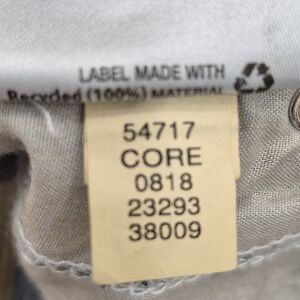 LABEL MADE WITH
Recycled (100%) MATERIAL
54717
CORE
0818
23293
38009